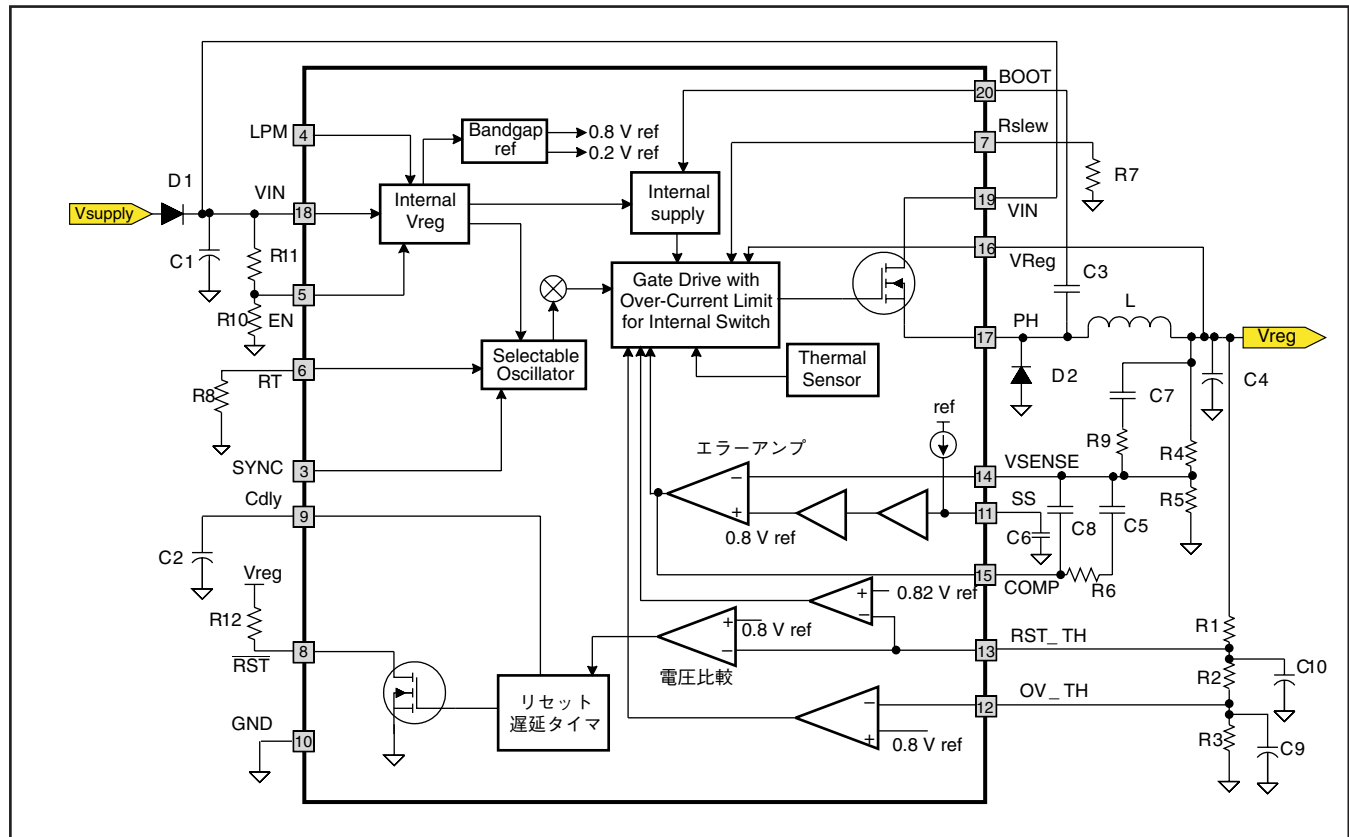 BOOT
20
LPM
4
Bandgap
ref
0.8 V ref
0.2 V ref
Rslew
7
R7
D1
VIN
Vsupply
18
Internal
Vreg
Internal
supply
19
VIN
C1
R11
16
VReg
C3
5
EN
R10
Gate Drive with
Over-Current Limit
for Internal Switch
L
PH
17
Vreg
6
RT
R8
Selectable
Oscillator
Thermal
Sensor
D2
C4
C7
ref
R9
R4
エラーアンプ
SYNC
3
VSENSE
14
Cdly
9
SS
11
R5
C8
C5
C6
0.8 V ref
C2
15
COMP
R6
Vreg
0.82 V ref
R12
0.8 V ref
R1
RST
8
電圧比較
RST_TH
13
R2
C10
リセット
遅延タイマ
OV_TH
12
GND
10
0.8 V ref
R3
C9
+
−
+
−
+
−
−
+